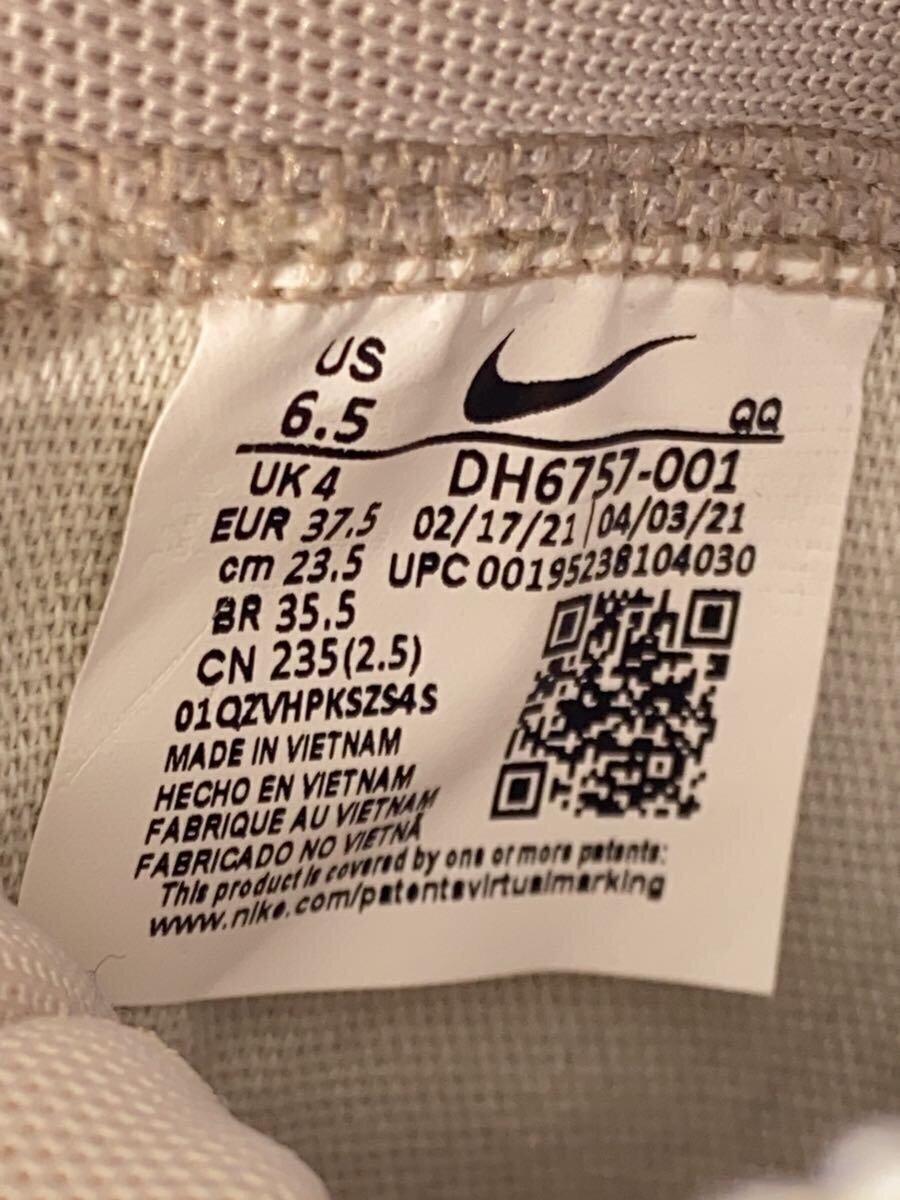 US
6.5
QQ
UK 4
DH6757-001
EUR 37.5
02/17/21 04/03/21
cm 23.5
UPC 00195238104030
BR 35.5
CN 235(2.5)
01QZVHPKSZS4S
MADE IN VIETNAM
HECHO EN VIETNAM
FABRIQUE AU VIETNAM
FABRICADO NO VIETNÃ
This product is covered by one or more patents:
www.nike.com/patentsvirtualmarking